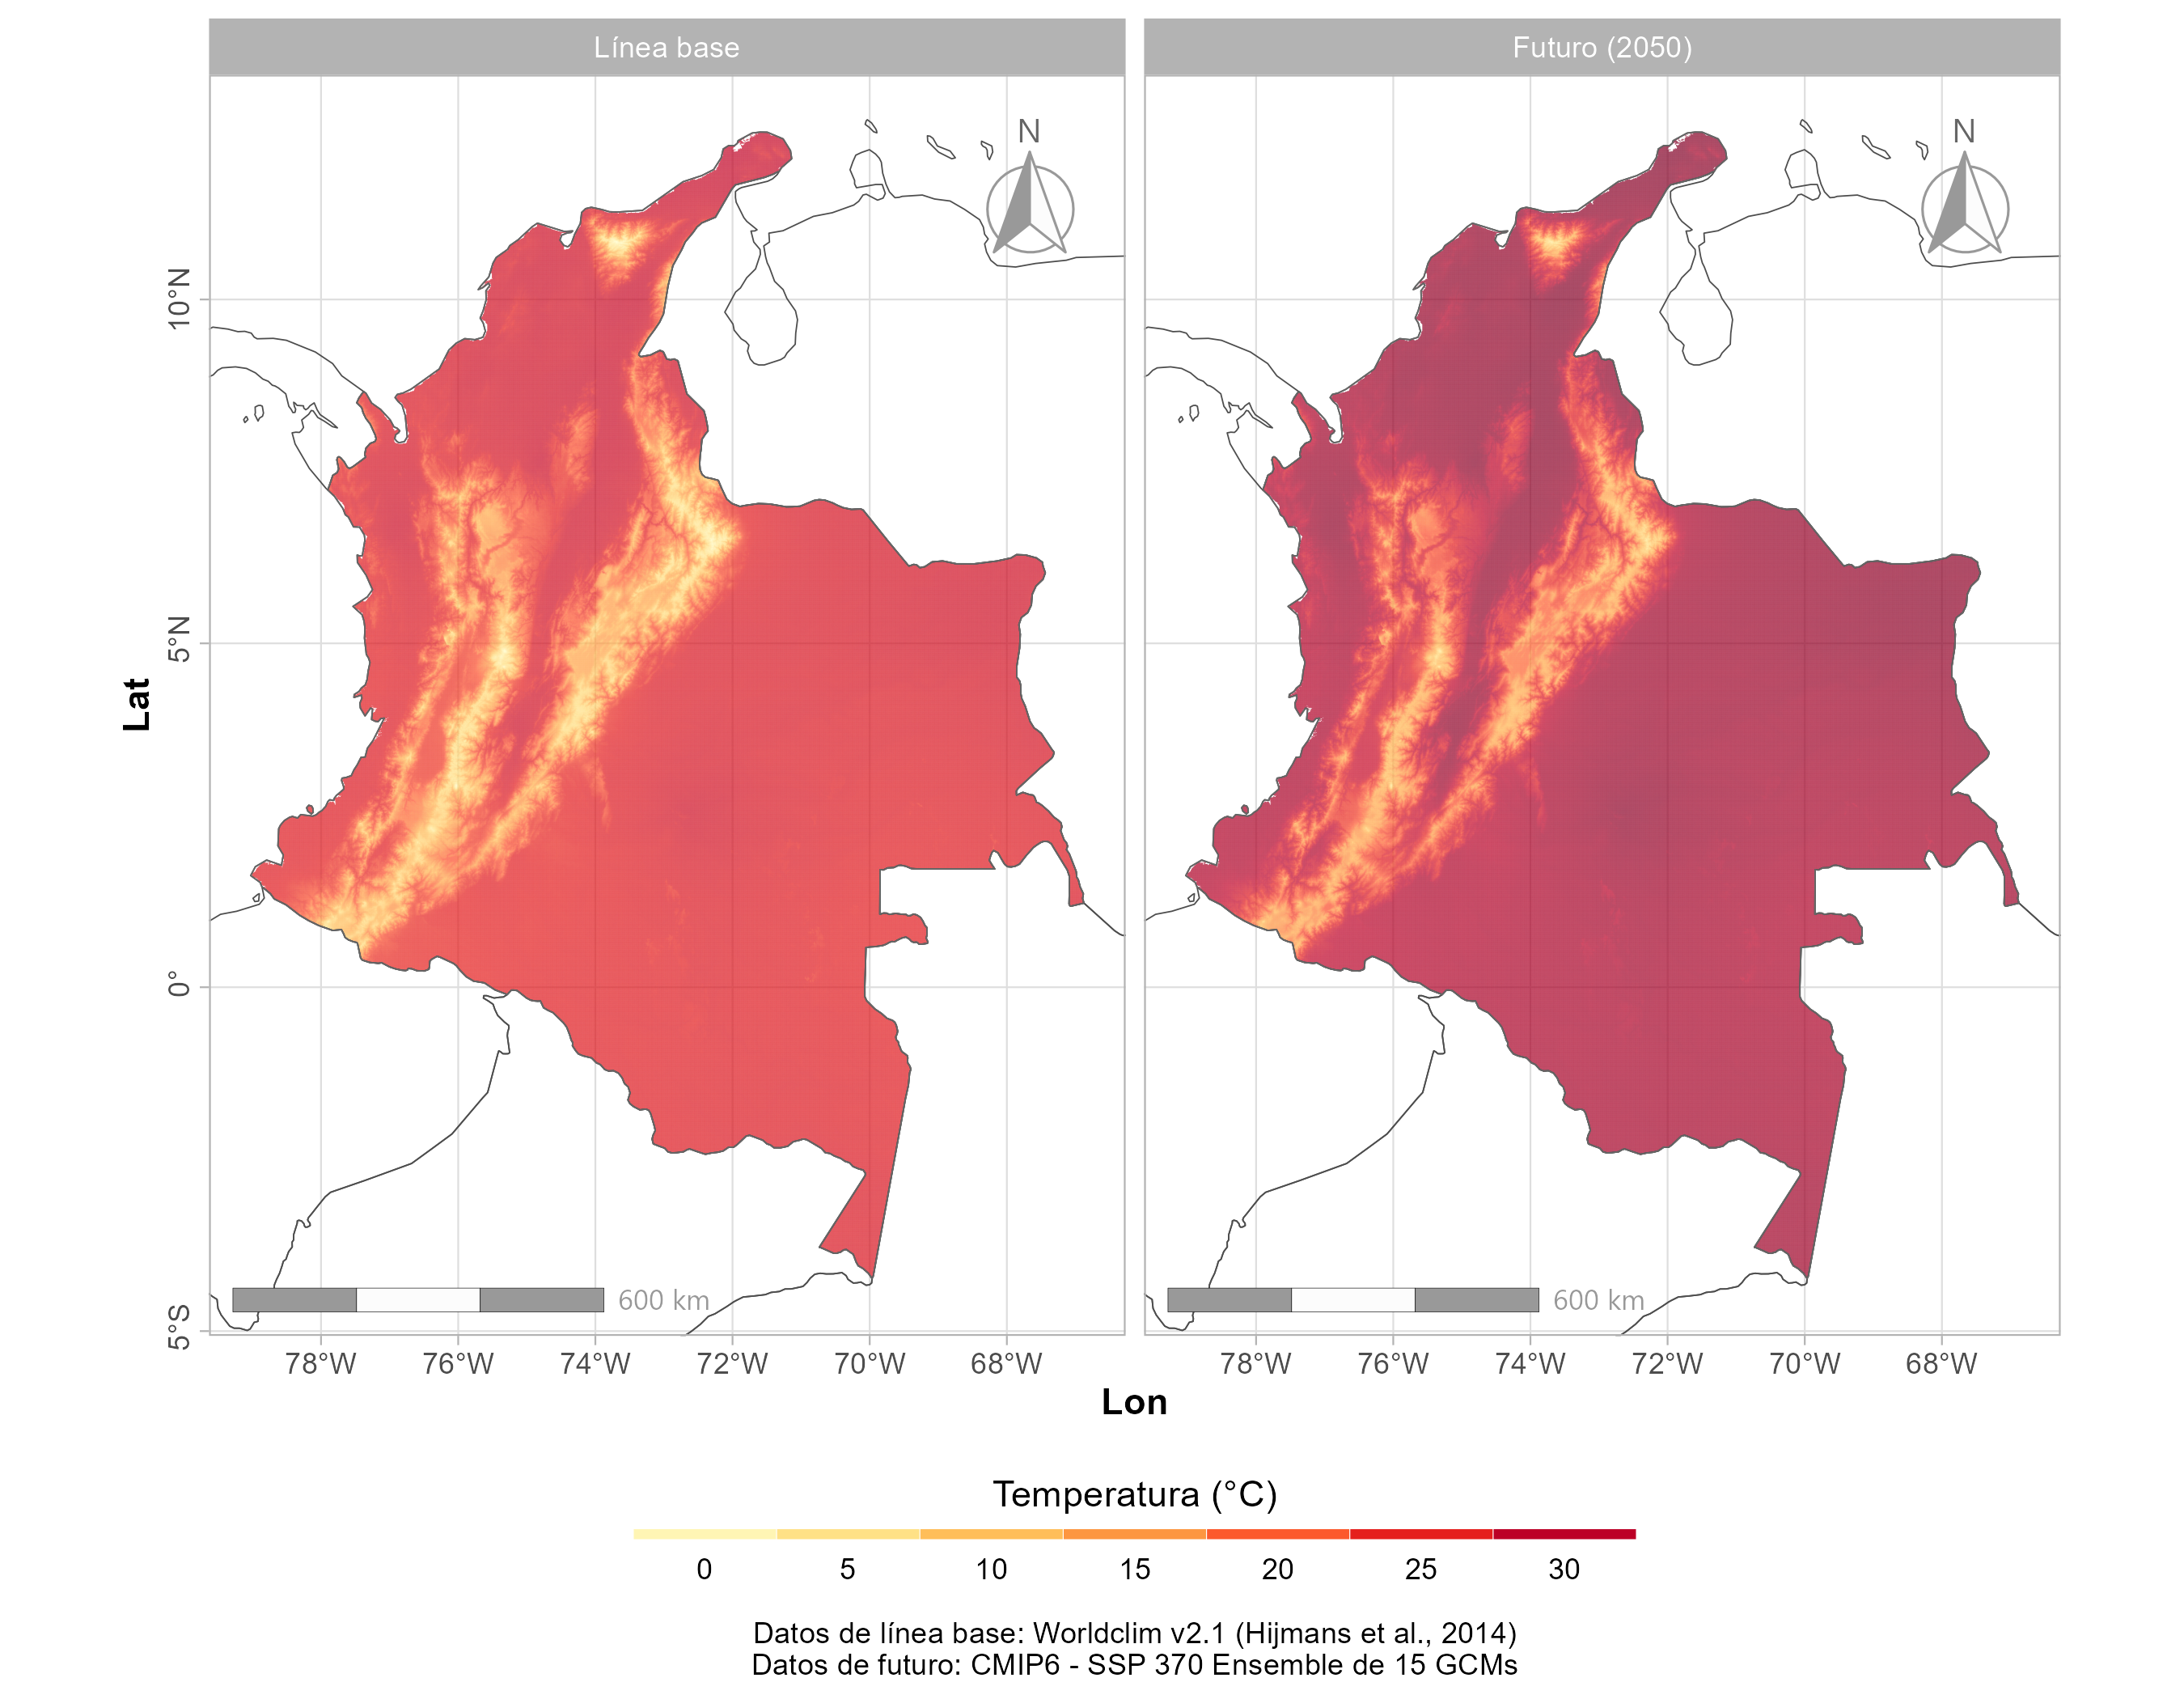 Línea base
Futuro (2050)
N
N
10°N
5°N
0°
5°S
Lat
600 km
600 km
78°W 76°W 74°W 72°W 70°W 68°W
78°W 76°W 74°W 72°W 70°W 68°W
Lon
Temperatura (°C)
0 5 10 15 20 25 30
Datos de línea base: Worldclim v2.1 (Hijmans et al., 2014)
Datos de futuro: CMIP6 - SSP 370 Ensemble de 15 GCMs